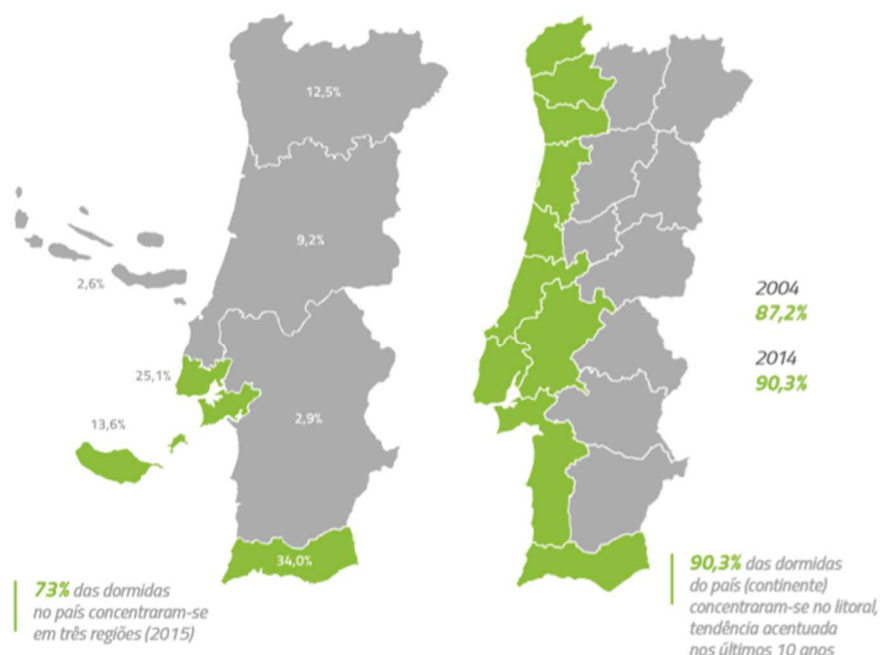 12,5%
9,2%
2,6%
25,1%
13,6%
2,9%
34,0%
73% das dormidas
no país concentraram-se
em três regiões (2015)
2004
87,2%
2014
90,3%
90,3% das dormidas
do país (continente)
concentraram-se no litoral,
tendência acentuada
nos últimos 10 anos